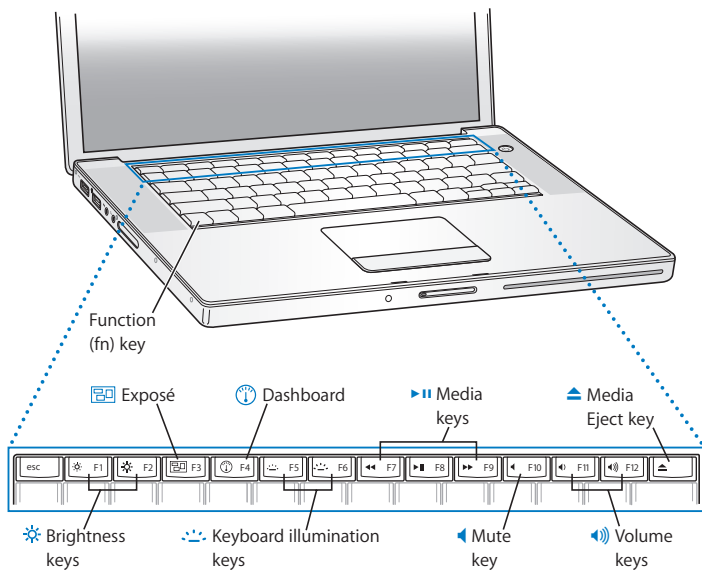 Function
(fn) key
Exposé
Dashboard
Media
keys
Media
Eject key
esc
F1
F2
F3
F4
F5
F6
F7
F8
F9
F10
F11
F12
Brightness
keys
Keyboard illumination
keys
Mute
key
Volume
keys